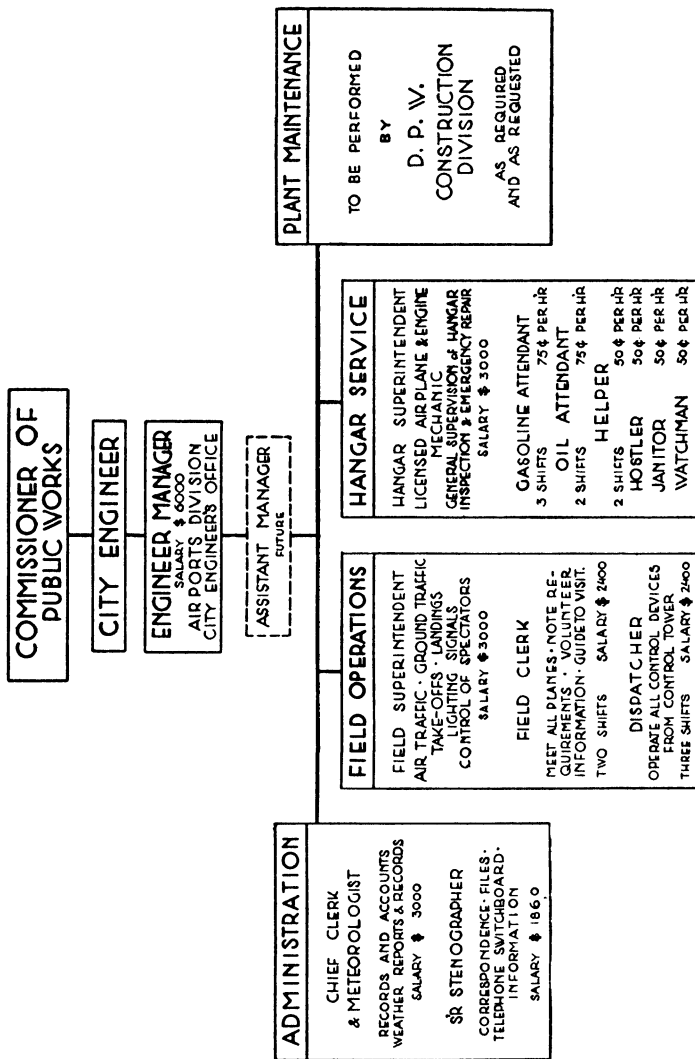 COMMISSIONER OF
PUBLIC WORKS
CITY ENGINEER
ENGINEER MANAGER
SALARY $ 6000
AIRPORTS DIVISION
CITY ENGINEER'S OFFICE
ASSISTANT MANAGER
FUTURE
ADMINISTRATION
CHIEF CLERK
& METEOROLOGIST
RECORDS AND ACCOUNTS
WEATHER REPORTS & RECORDS
SALARY $ 3000
SR STENOGRAPHER
CORRESPONDENCE·FILES·
TELEPHONE SWITCHBOARD·
INFORMATION
SALARY $ 1860
FIELD OPERATIONS
FIELD SUPERINTENDENT
AIR TRAFFIC · GROUND TRAFFIC
TAKE-OFFS · LANDINGS
LIGHTING SIGNALS
CONTROL OF SPECTATORS
SALARY $3000
FIELD CLERK
MEET ALL PLANES · NOTE RE-
QUIREMENTS · VOLUNTEER
INFORMATION · GUIDE TO VISIT.
TWO SHIFTS SALARY $ 2400
DISPATCHER
OPERATE ALL CONTROL DEVICES
FROM CONTROL TOWER
THREE SHIFTS SALARY $ 2400
HANGAR SERVICE
HANGAR SUPERINTENDENT
LICENSED AIRPLANE & ENGINE
MECHANIC
GENERAL SUPERVISION of HANGAR
INSPECTION & EMERGENCY REPAIR
SALARY $ 3000
GASOLINE ATTENDANT
3 SHIFTS 75¢ PER HR
OIL ATTENDANT
2 SHIFTS 75¢ PER HR
HELPER
2 SHIFTS 50¢ PER HR
HOSTLER 50¢ PER HR
JANITOR 50¢ PER HR
WATCHMAN 50¢ PER HR
PLANT MAINTENANCE
TO BE PERFORMED
BY
D. P. W.
CONSTRUCTION
DIVISION
AS REQUIRED
AND AS REQUESTED